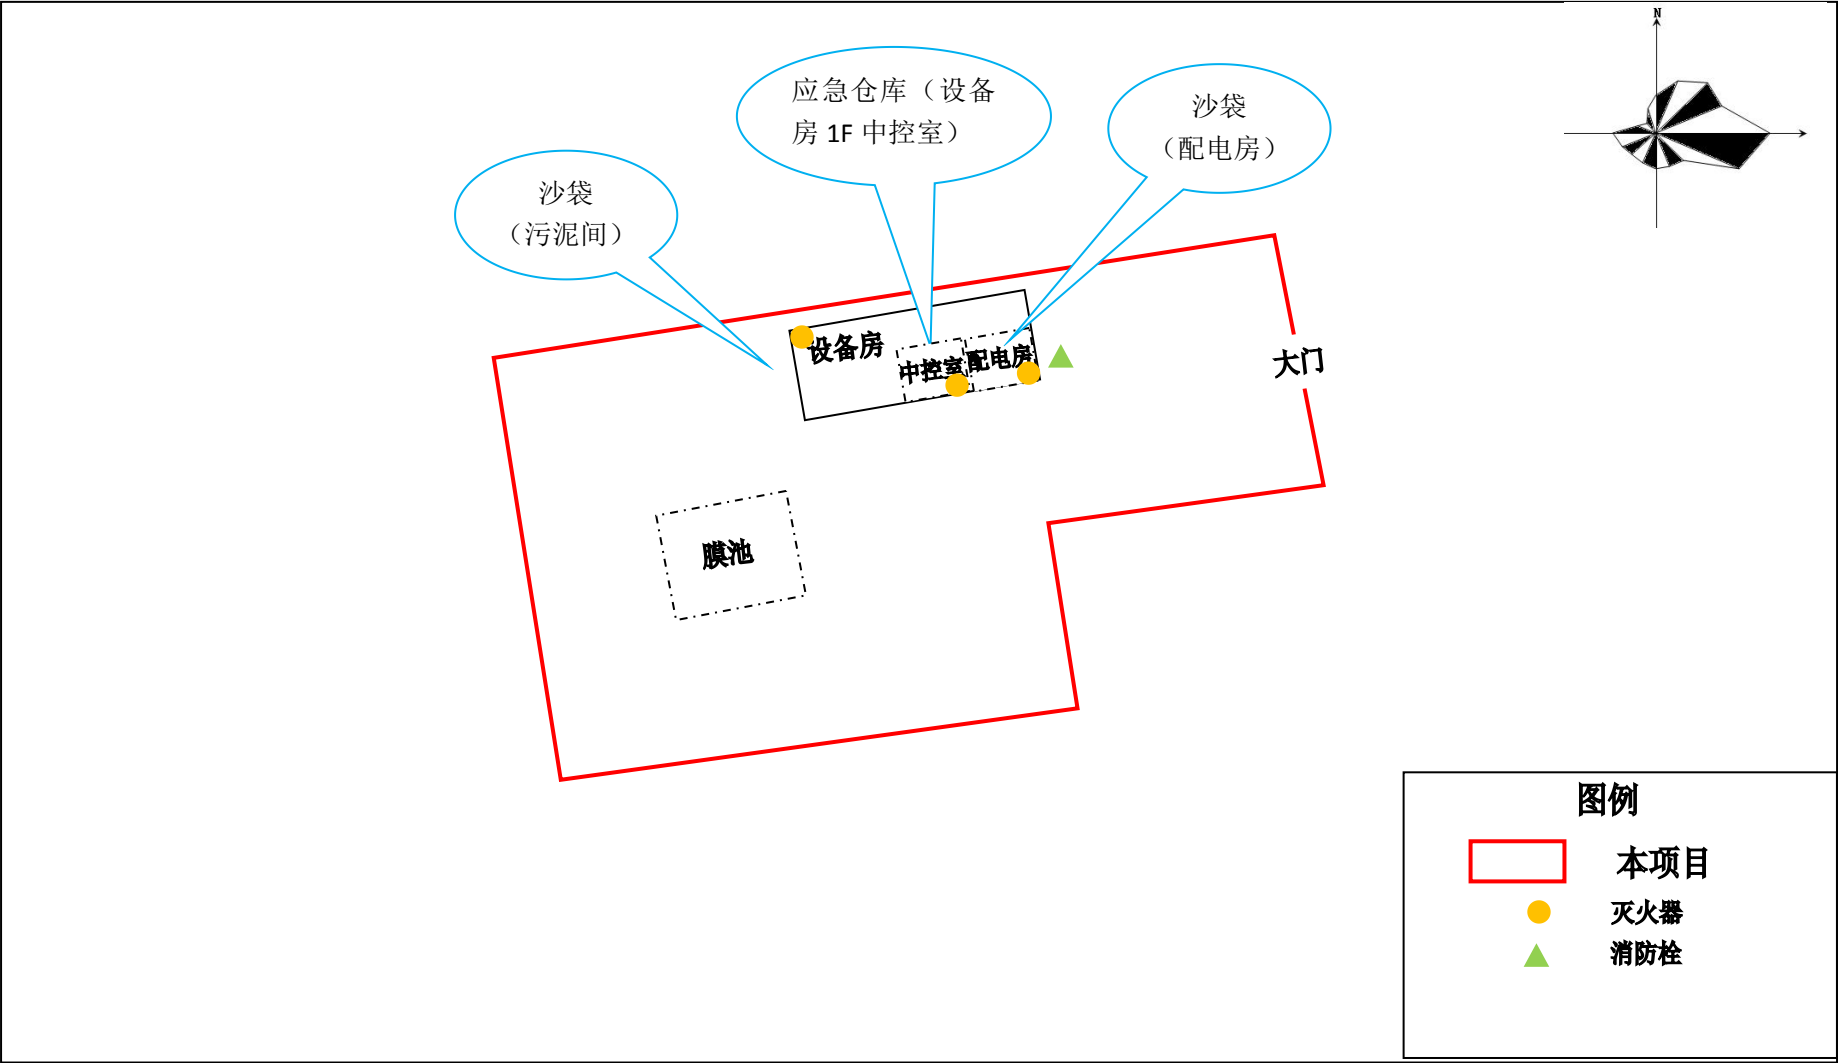 N
应急仓库（设备
房 1F 中控室）
沙袋
（配电房）
沙袋
（污泥间）
设备房
中控室
配电房
大门
膜池
图例
本项目
灭火器
消防栓